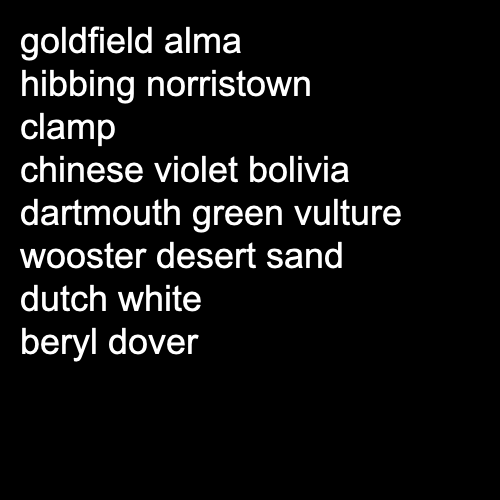 goldfield alma
hibbing norristown
clamp
chinese violet bolivia
dartmouth green vulture
wooster desert sand
dutch white
beryl dover